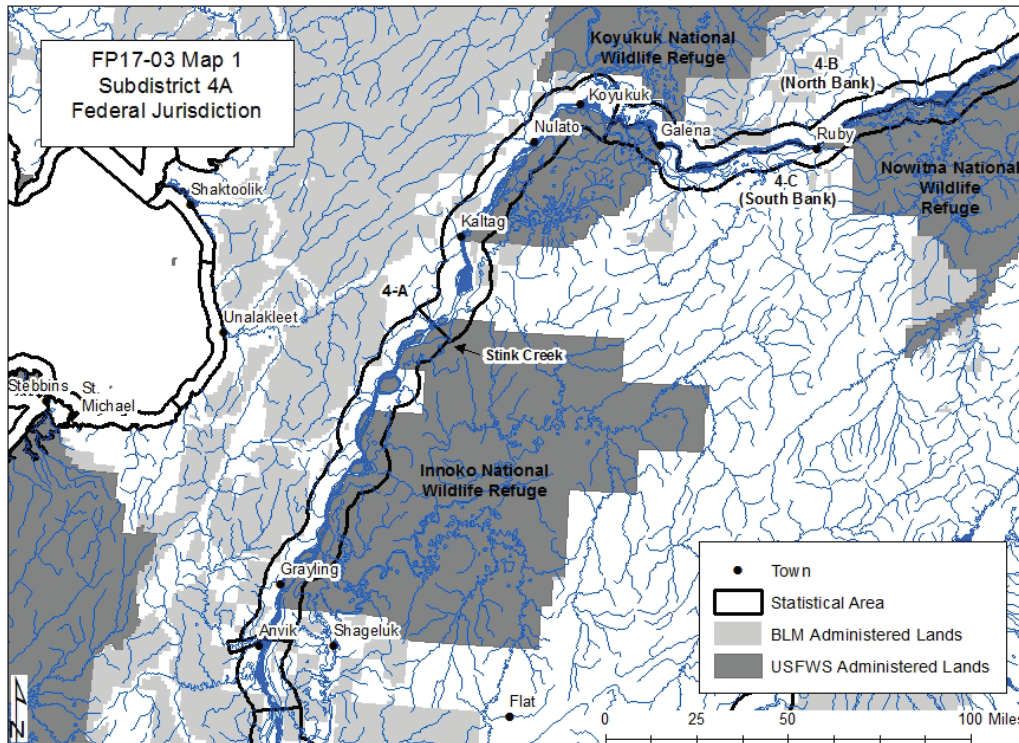 FP17-03 Map 1
Subdistrict 4A
Federal Jurisdiction
Koyukuk National
Wildlife Refuge
4-B
(North Bank)
Koyukuk
Nulato
Galena
Ruby
Shaktoolik
4-C
(South Bank)
Nowitna National
Wildlife
Refuge
Kaltag
4-A
Unalakleet
Stink Creek
Stebbins
St.
Michael
Innoko National
Wildlife Refuge
Grayling
Anvik
Shageluk
Flat
Town
Statistical Area
BLM Administered Lands
USFWS Administered Lands
N
0 25 50 100 Miles